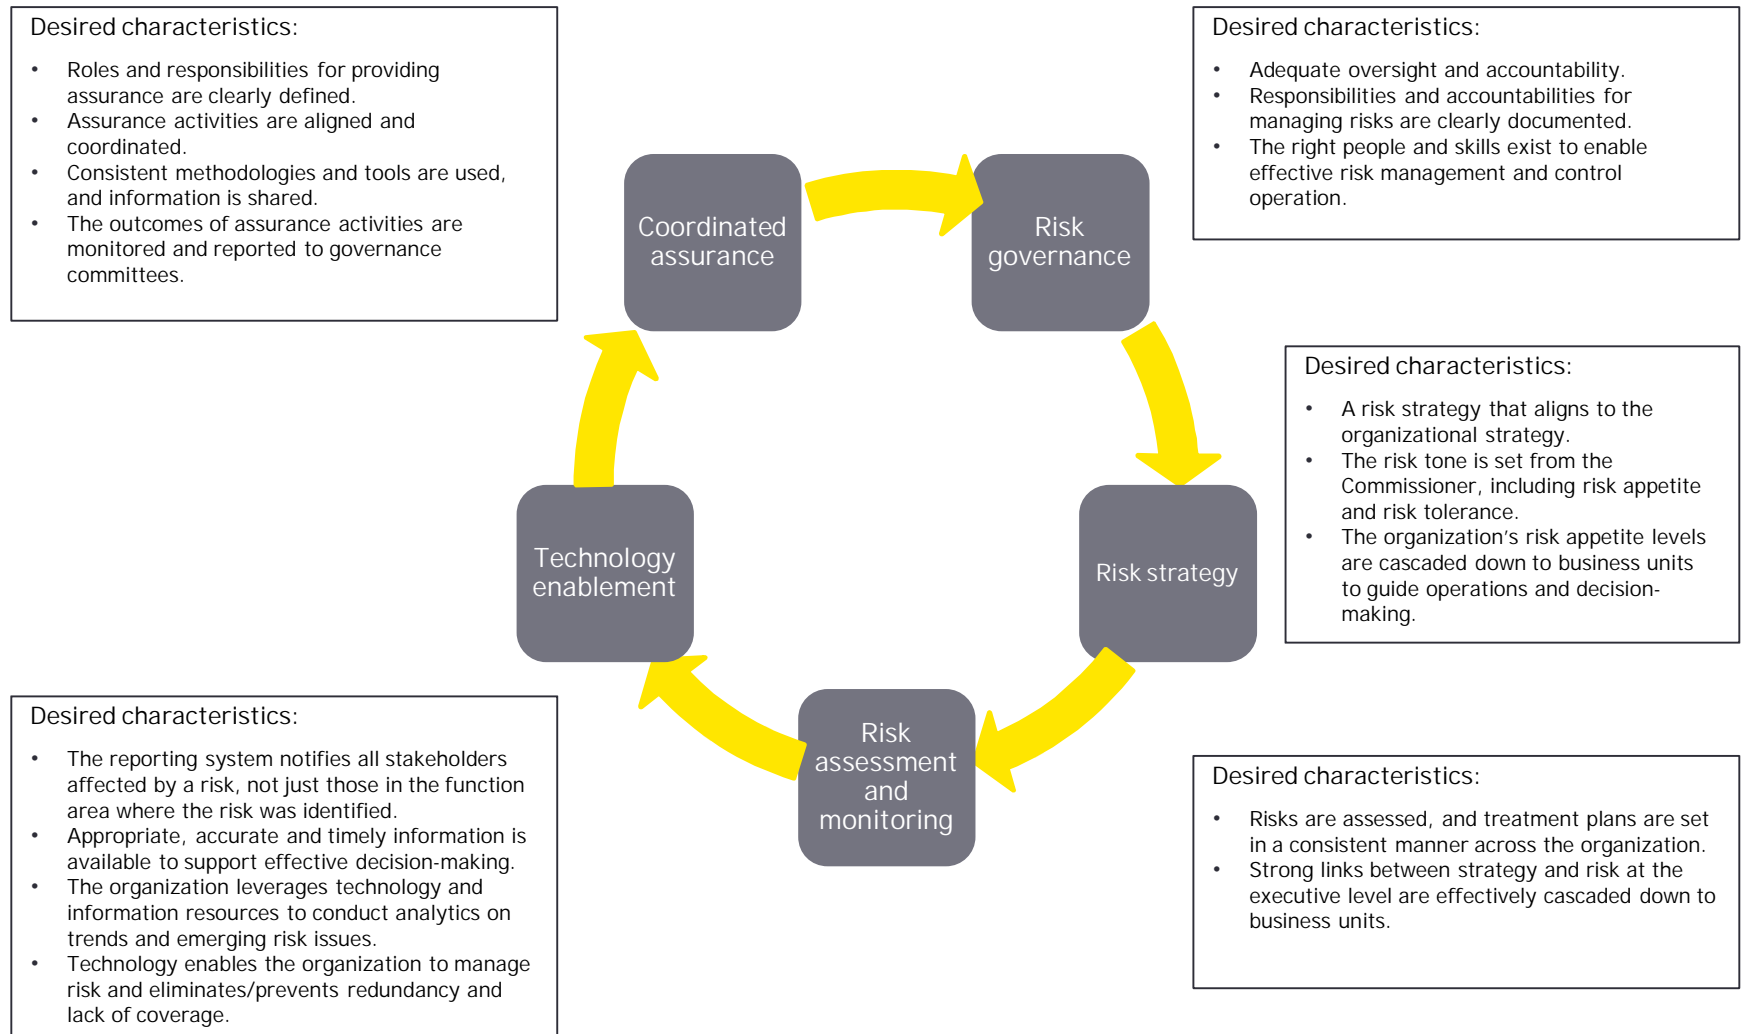 Desired characteristics:
• Roles and responsibilities for providing
assurance are clearly defined.
• Assurance activities are aligned and
coordinated.
• Consistent methodologies and tools are used,
and information is shared.
• The outcomes of assurance activities are
monitored and reported to governance
committees.
Desired characteristics:
• Adequate oversight and accountability.
• Responsibilities and accountabilities for
managing risks are clearly documented.
• The right people and skills exist to enable
effective risk management and control
operation.
Coordinated
assurance
Risk
governance
Desired characteristics:
• A risk strategy that aligns to the
organizational strategy.
• The risk tone is set from the
Commissioner, including risk appetite
and risk tolerance.
• The organization's risk appetite levels
are cascaded down to business units
to guide operations and decision-
making.
Technology
enablement
Risk strategy
Risk
assessment
and
monitoring
Desired characteristics:
• The reporting system notifies all stakeholders
affected by a risk, not just those in the function
area where the risk was identified.
• Appropriate, accurate and timely information is
available to support effective decision-making.
• The organization leverages technology and
information resources to conduct analytics on
trends and emerging risk issues.
• Technology enables the organization to manage
risk and eliminates/prevents redundancy and
lack of coverage.
Desired characteristics:
• Risks are assessed, and treatment plans are set
in a consistent manner across the organization.
• Strong links between strategy and risk at the
executive level are effectively cascaded down to
business units.